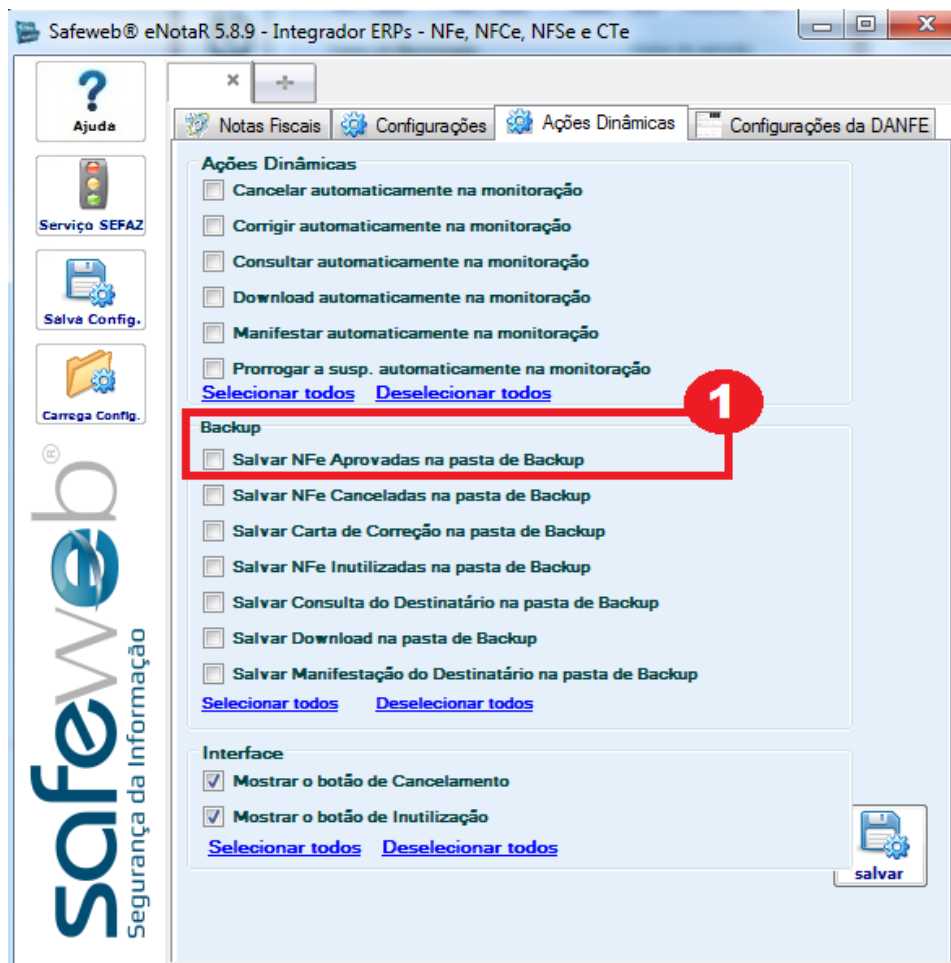 Safeweb® eNotaR 5.8.9 - Integrador ERPs - NFe, NFCe, NFSe e CTe
Ajuda
Serviço SEFAZ
Salva Config.
Carrega Config.
safeweb®
Segurança da Informação
Notas Fiscais Configurações Ações Dinâmicas Configurações da DANFE
Ações Dinâmicas
Cancelar automaticamente na monitoração
Corrigir automaticamente na monitoração
Consultar automaticamente na monitoração
Download automaticamente na monitoração
Manifestar automaticamente na monitoração
Prorrogar a susp. automaticamente na monitoração
Selecionar todos Deselecionar todos
1
Backup
Salvar NFe Aprovadas na pasta de Backup
Salvar NFe Canceladas na pasta de Backup
Salvar Carta de Correção na pasta de Backup
Salvar NFe Inutilizadas na pasta de Backup
Salvar Consulta do Destinatário na pasta de Backup
Salvar Download na pasta de Backup
Salvar Manifestação do Destinatário na pasta de Backup
Selecionar todos Deselecionar todos
Interface
Mostrar o botão de Cancelamento
Mostrar o botão de Inutilização
Selecionar todos Deselecionar todos
salvar